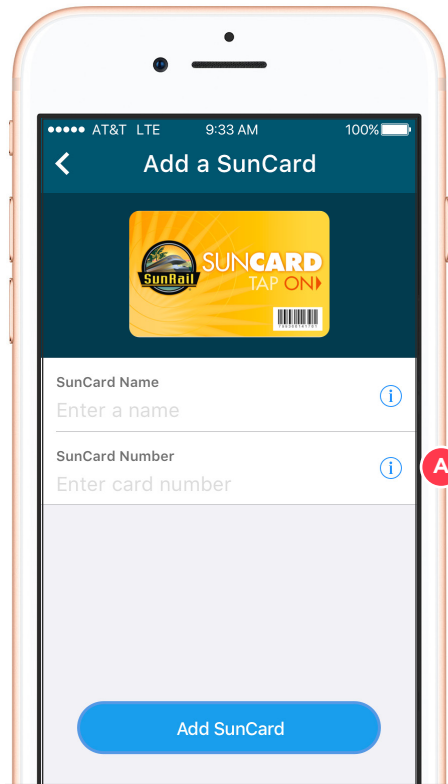 AT&T LTE 9:33 AM 100%
Add a SunCard
SunRail
SUNCARD
TAP ON
SunCard Name
Enter a name
SunCard Number
Enter card number
A
Add SunCard